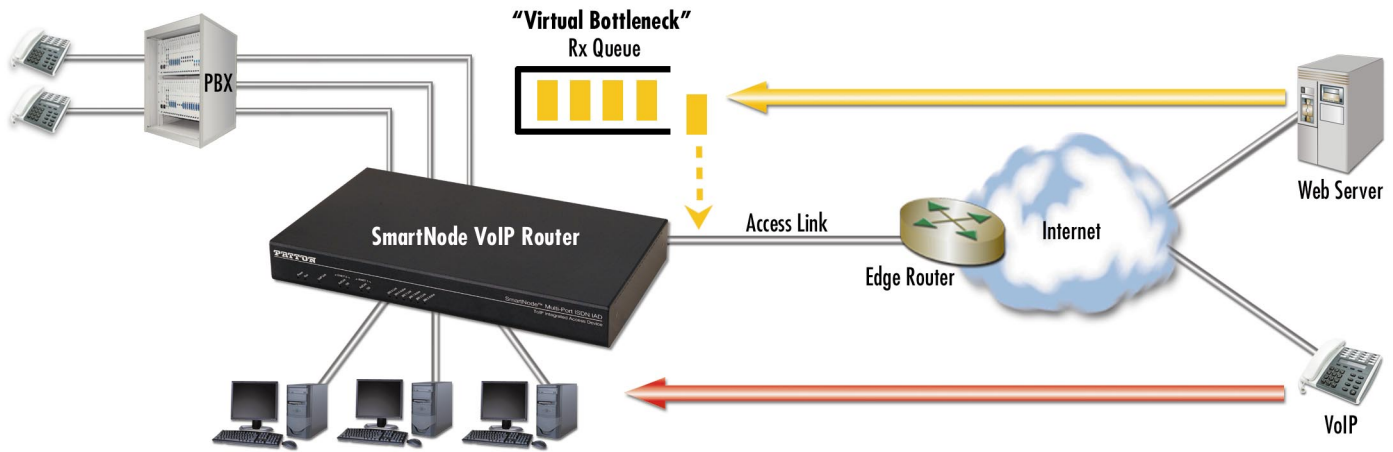 “Virtual Bottleneck”
Rx Queue
PBX
Web Server
SmartNode VoIP Router
Access Link
Internet
Edge Router
PATTON
SmartNode™ Multi-Port ISDN IAD
VoIP Integrated Access Device
VoIP